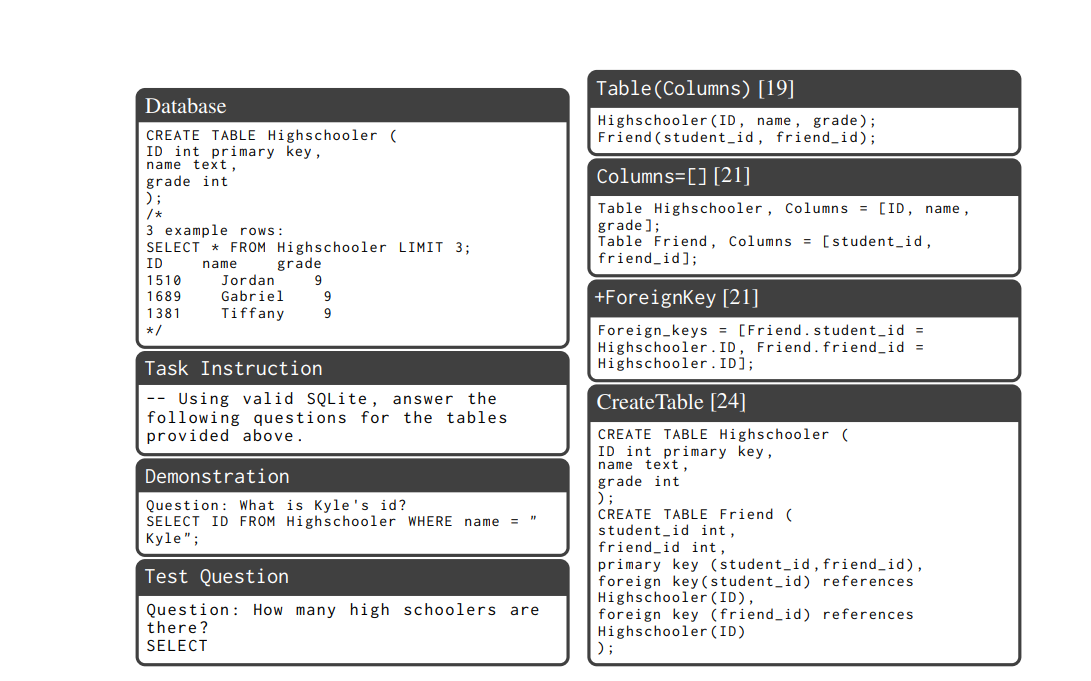 Database
CREATE TABLE Highschooler (
ID int primary key,
name text,
grade int
);
/*
3 example rows:
SELECT * FROM Highschooler LIMIT 3;
ID    name    grade
1510    Jordan    9
1689    Gabriel    9
1381    Tiffany    9
*/
Task Instruction
-- Using valid SQLite, answer the
following questions for the tables
provided above.
Demonstration
Question: What is Kyle's id?
SELECT ID FROM Highschooler WHERE name = "
Kyle";
Test Question
Question: How many high schoolers are
there?
SELECT
Table(Columns) [19]
Highschooler(ID, name, grade);
Friend(student_id, friend_id);
Columns=[] [21]
Table Highschooler, Columns = [ID, name,
grade];
Table Friend, Columns = [student_id,
friend_id];
+ForeignKey [21]
Foreign_keys = [Friend.student_id =
Highschooler.ID, Friend.friend_id =
Highschooler.ID];
CreateTable [24]
CREATE TABLE Highschooler (
ID int primary key,
name text,
grade int
);
CREATE TABLE Friend (
student_id int,
friend_id int,
primary key (student_id,friend_id),
foreign key(student_id) references
Highschooler(ID),
foreign key (friend_id) references
Highschooler(ID)
);